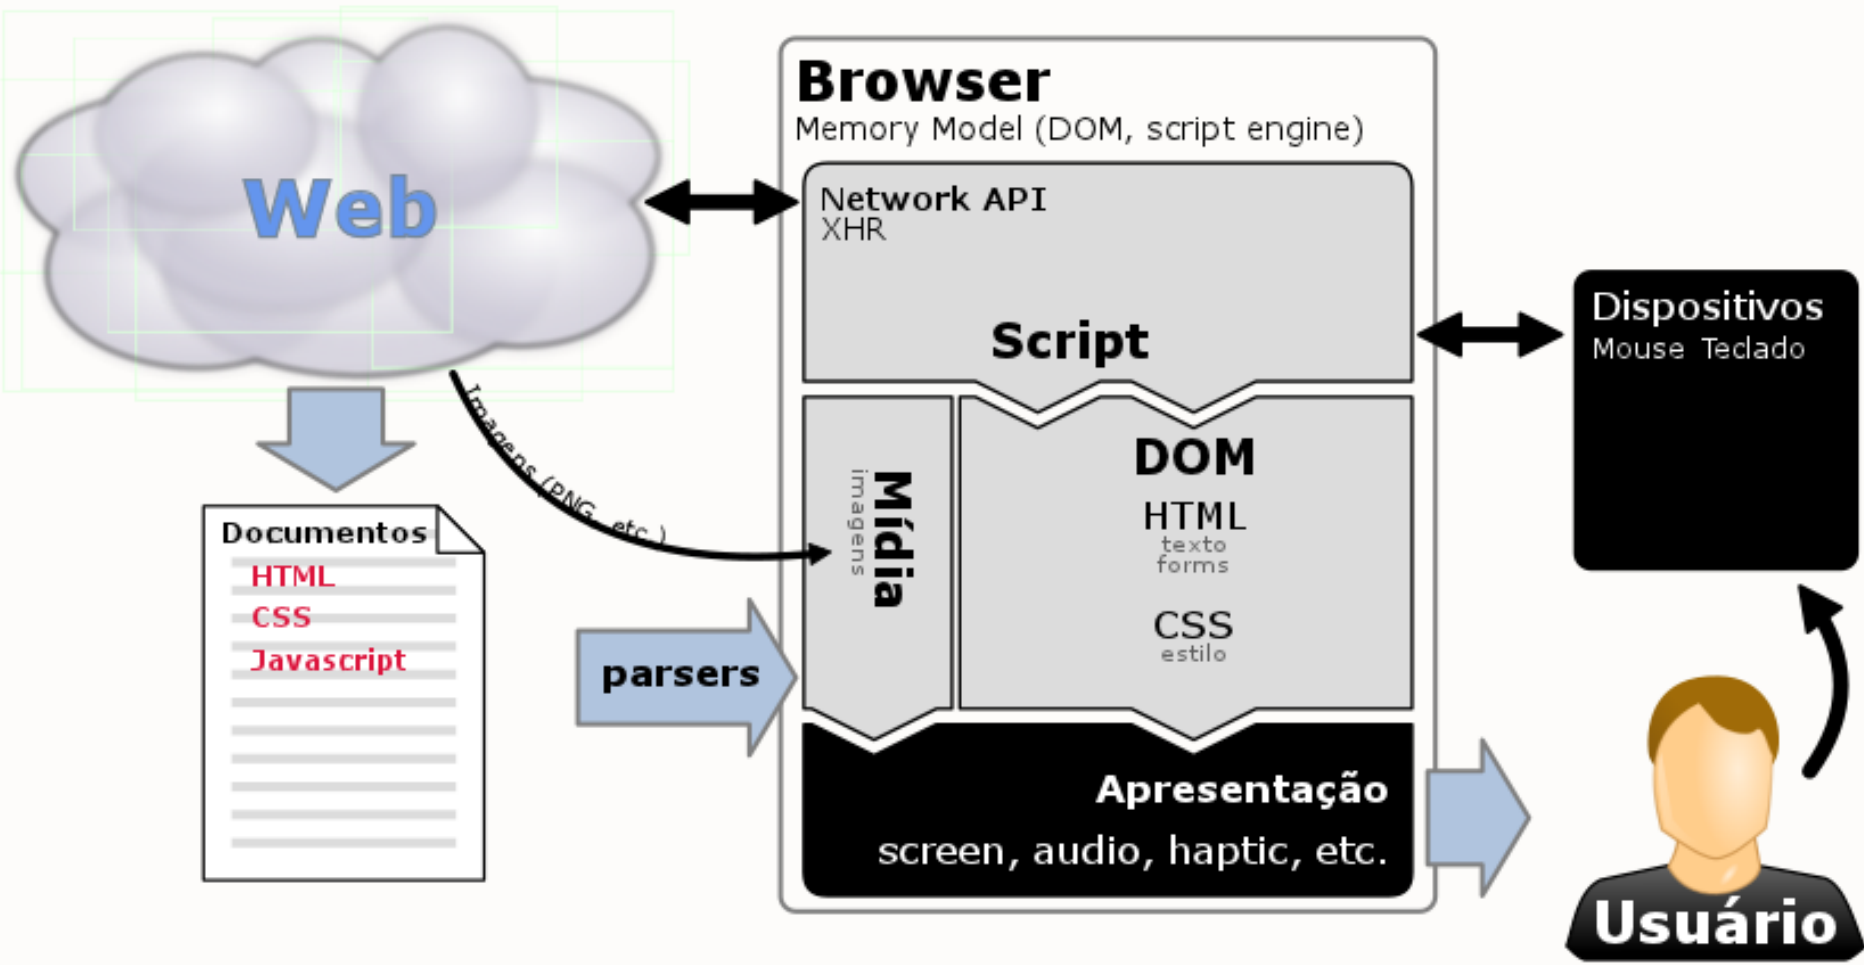 Web
Imagens (PNG, etc.)
Documentos
HTML
CSS
Javascript
parsers
Browser
Memory Model (DOM, script engine)
Network API
XHR
Script
Mídia
imagens
DOM
HTML
texto
forms
CSS
estilo
Apresentação
screen, audio, haptic, etc.
Dispositivos
Mouse Teclado
Usuário